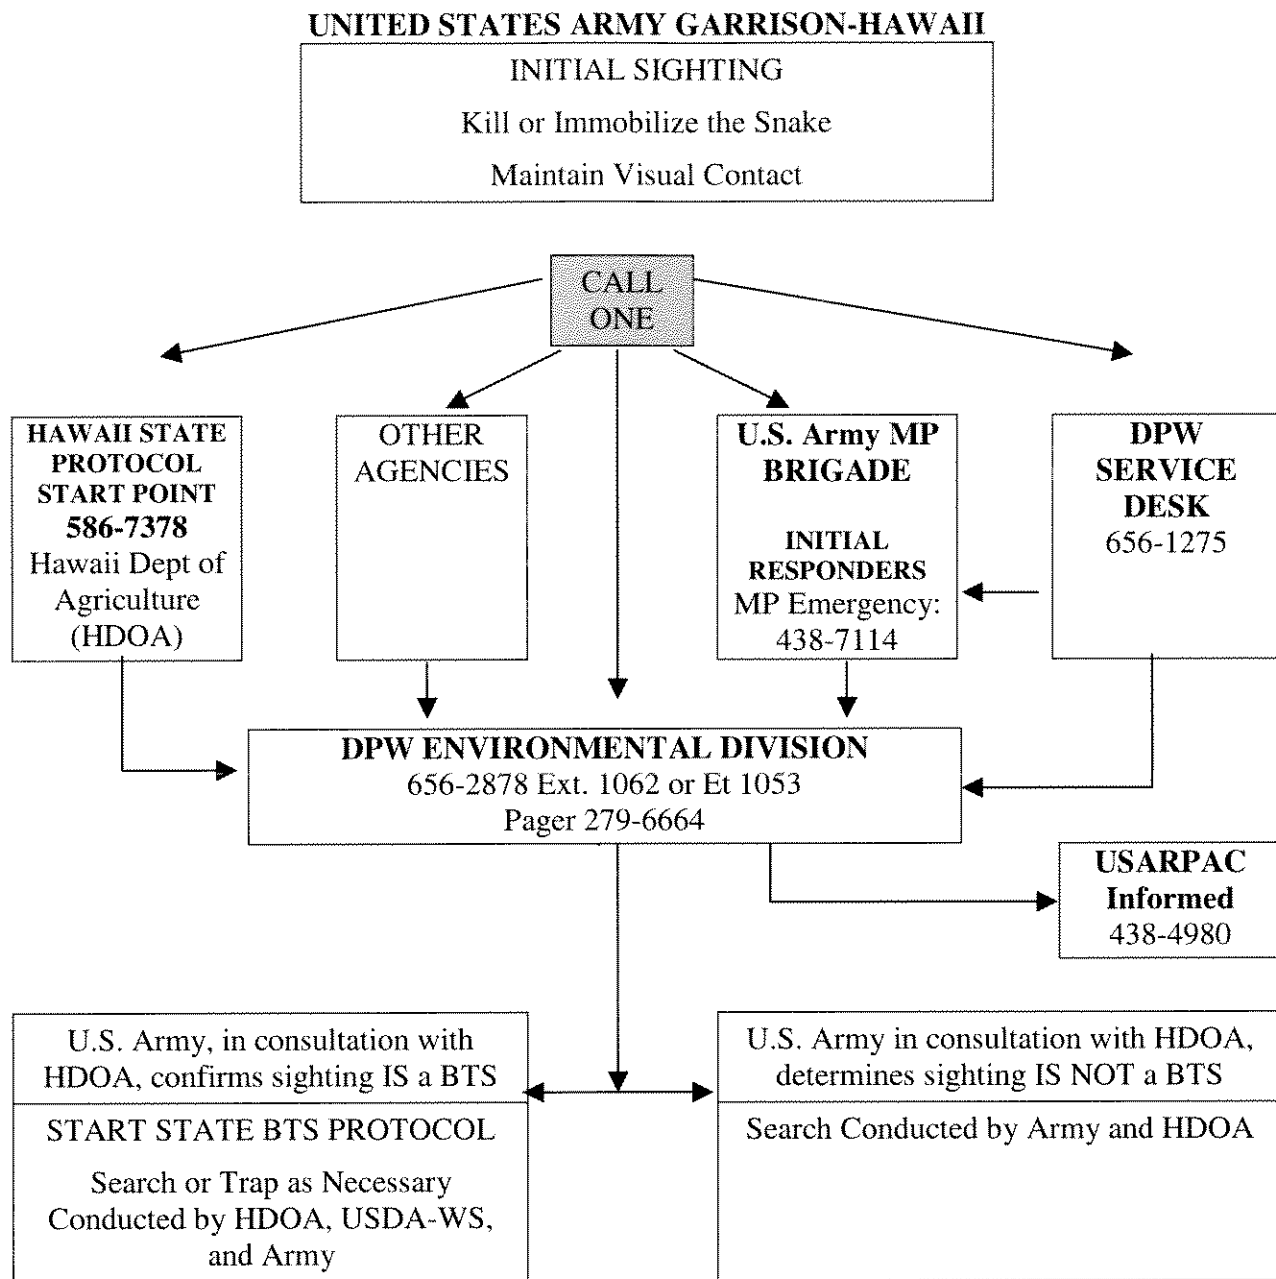 UNITED STATES ARMY GARRISON-HAWAII
INITIAL SIGHTING
Kill or Immobilize the Snake
Maintain Visual Contact
CALL
ONE
HAWAII STATE
PROTOCOL
START POINT
586-7378
Hawaii Dept of
Agriculture
(HDOA)
OTHER
AGENCIES
U.S. Army MP
BRIGADE
INITIAL
RESPONDERS
MP Emergency:
438-7114
DPW
SERVICE
DESK
656-1275
DPW ENVIRONMENTAL DIVISION
656-2878 Ext. 1062 or Et 1053
Pager 279-6664
USARPAC
Informed
438-4980
U.S. Army, in consultation with
HDOA, confirms sighting IS a BTS
START STATE BTS PROTOCOL
Search or Trap as Necessary
Conducted by HDOA, USDA-WS,
and Army
U.S. Army in consultation with HDOA,
determines sighting IS NOT a BTS
Search Conducted by Army and HDOA